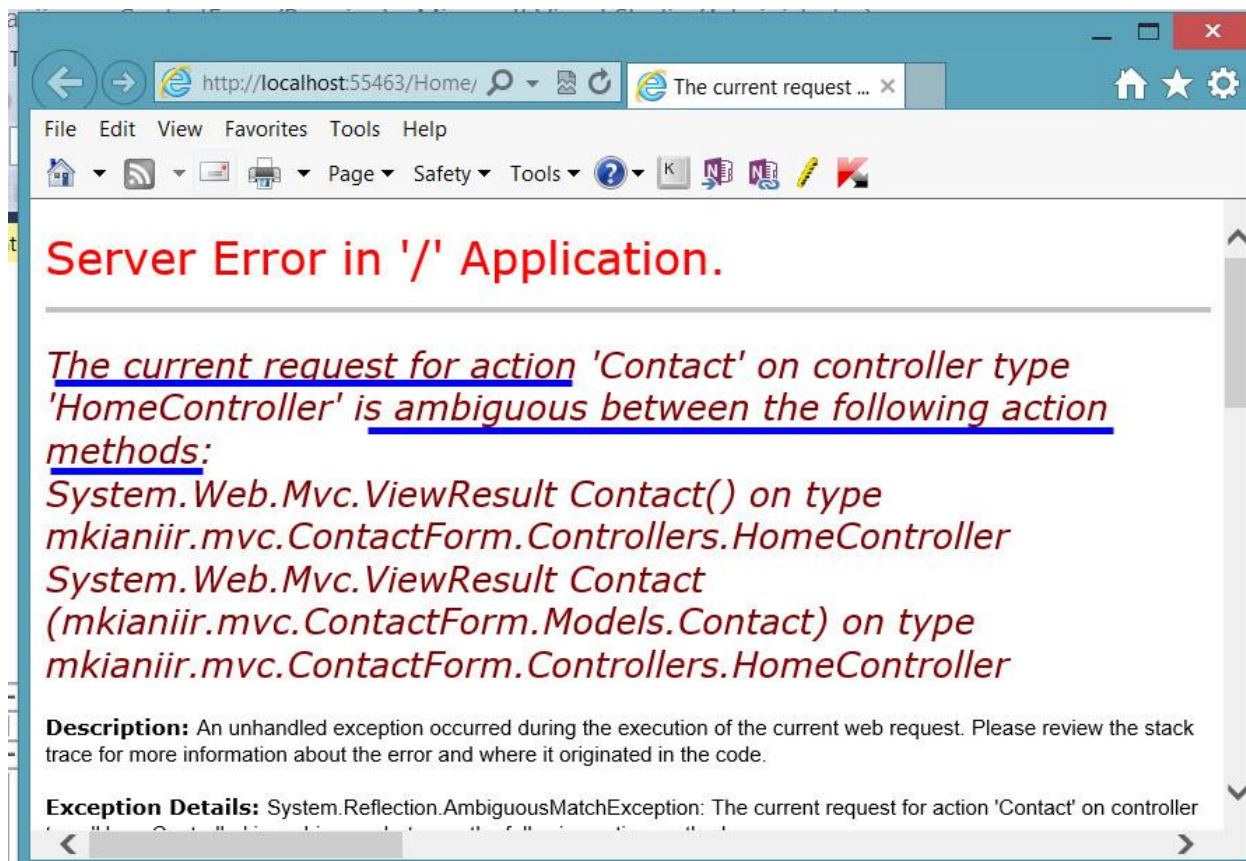 http://localhost:55463/Home/
The current request ...
File Edit View Favorites Tools Help
Page Safety Tools
Server Error in '/' Application.
The current request for action 'Contact' on controller type
'HomeController' is ambiguous between the following action
methods:
System.Web.Mvc.ViewResult Contact() on type
mkianiir.mvc.ContactForm.Controllers.HomeController
System.Web.Mvc.ViewResult Contact
(mkianiir.mvc.ContactForm.Models.Contact) on type
mkianiir.mvc.ContactForm.Controllers.HomeController
Description: An unhandled exception occurred during the execution of the current web request. Please review the stack
trace for more information about the error and where it originated in the code.
Exception Details: System.Reflection.AmbiguousMatchException: The current request for action 'Contact' on controller